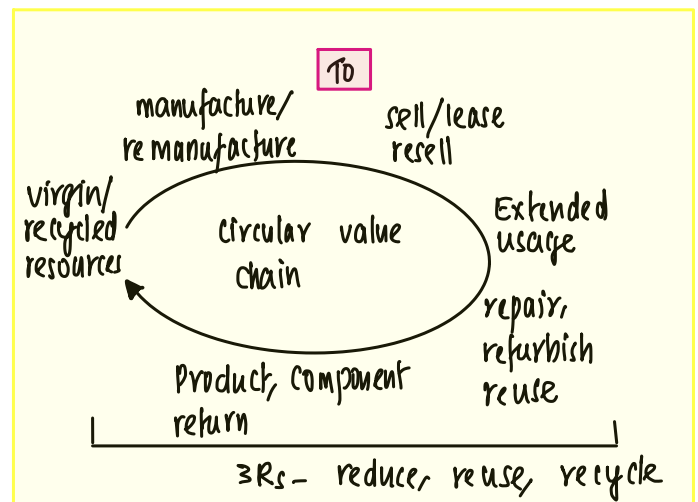 To
manufacture/
remanufacture
sell/lease
resell
virgin/
recycled
resources
circular value
chain
Extended
usage
repair,
refurbish
reuse
Product, component
return
3Rs- reduce, reuse, recycle